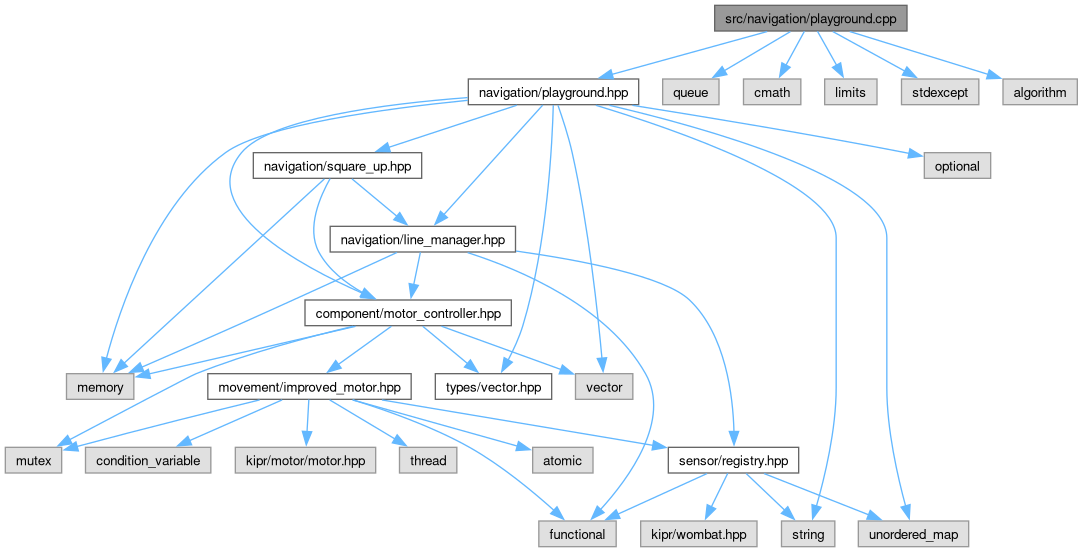 src/navigation/playground.cpp
navigation/playground.hpp
queue
cmath
limits
stdexcept
algorithm
navigation/square_up.hpp
optional
navigation/line_manager.hpp
component/motor_controller.hpp
memory
movement/improved_motor.hpp
types/vector.hpp
vector
mutex
condition_variable
kipr/motor/motor.hpp
thread
atomic
sensor/registry.hpp
functional
kipr/wombat.hpp
string
unordered_map